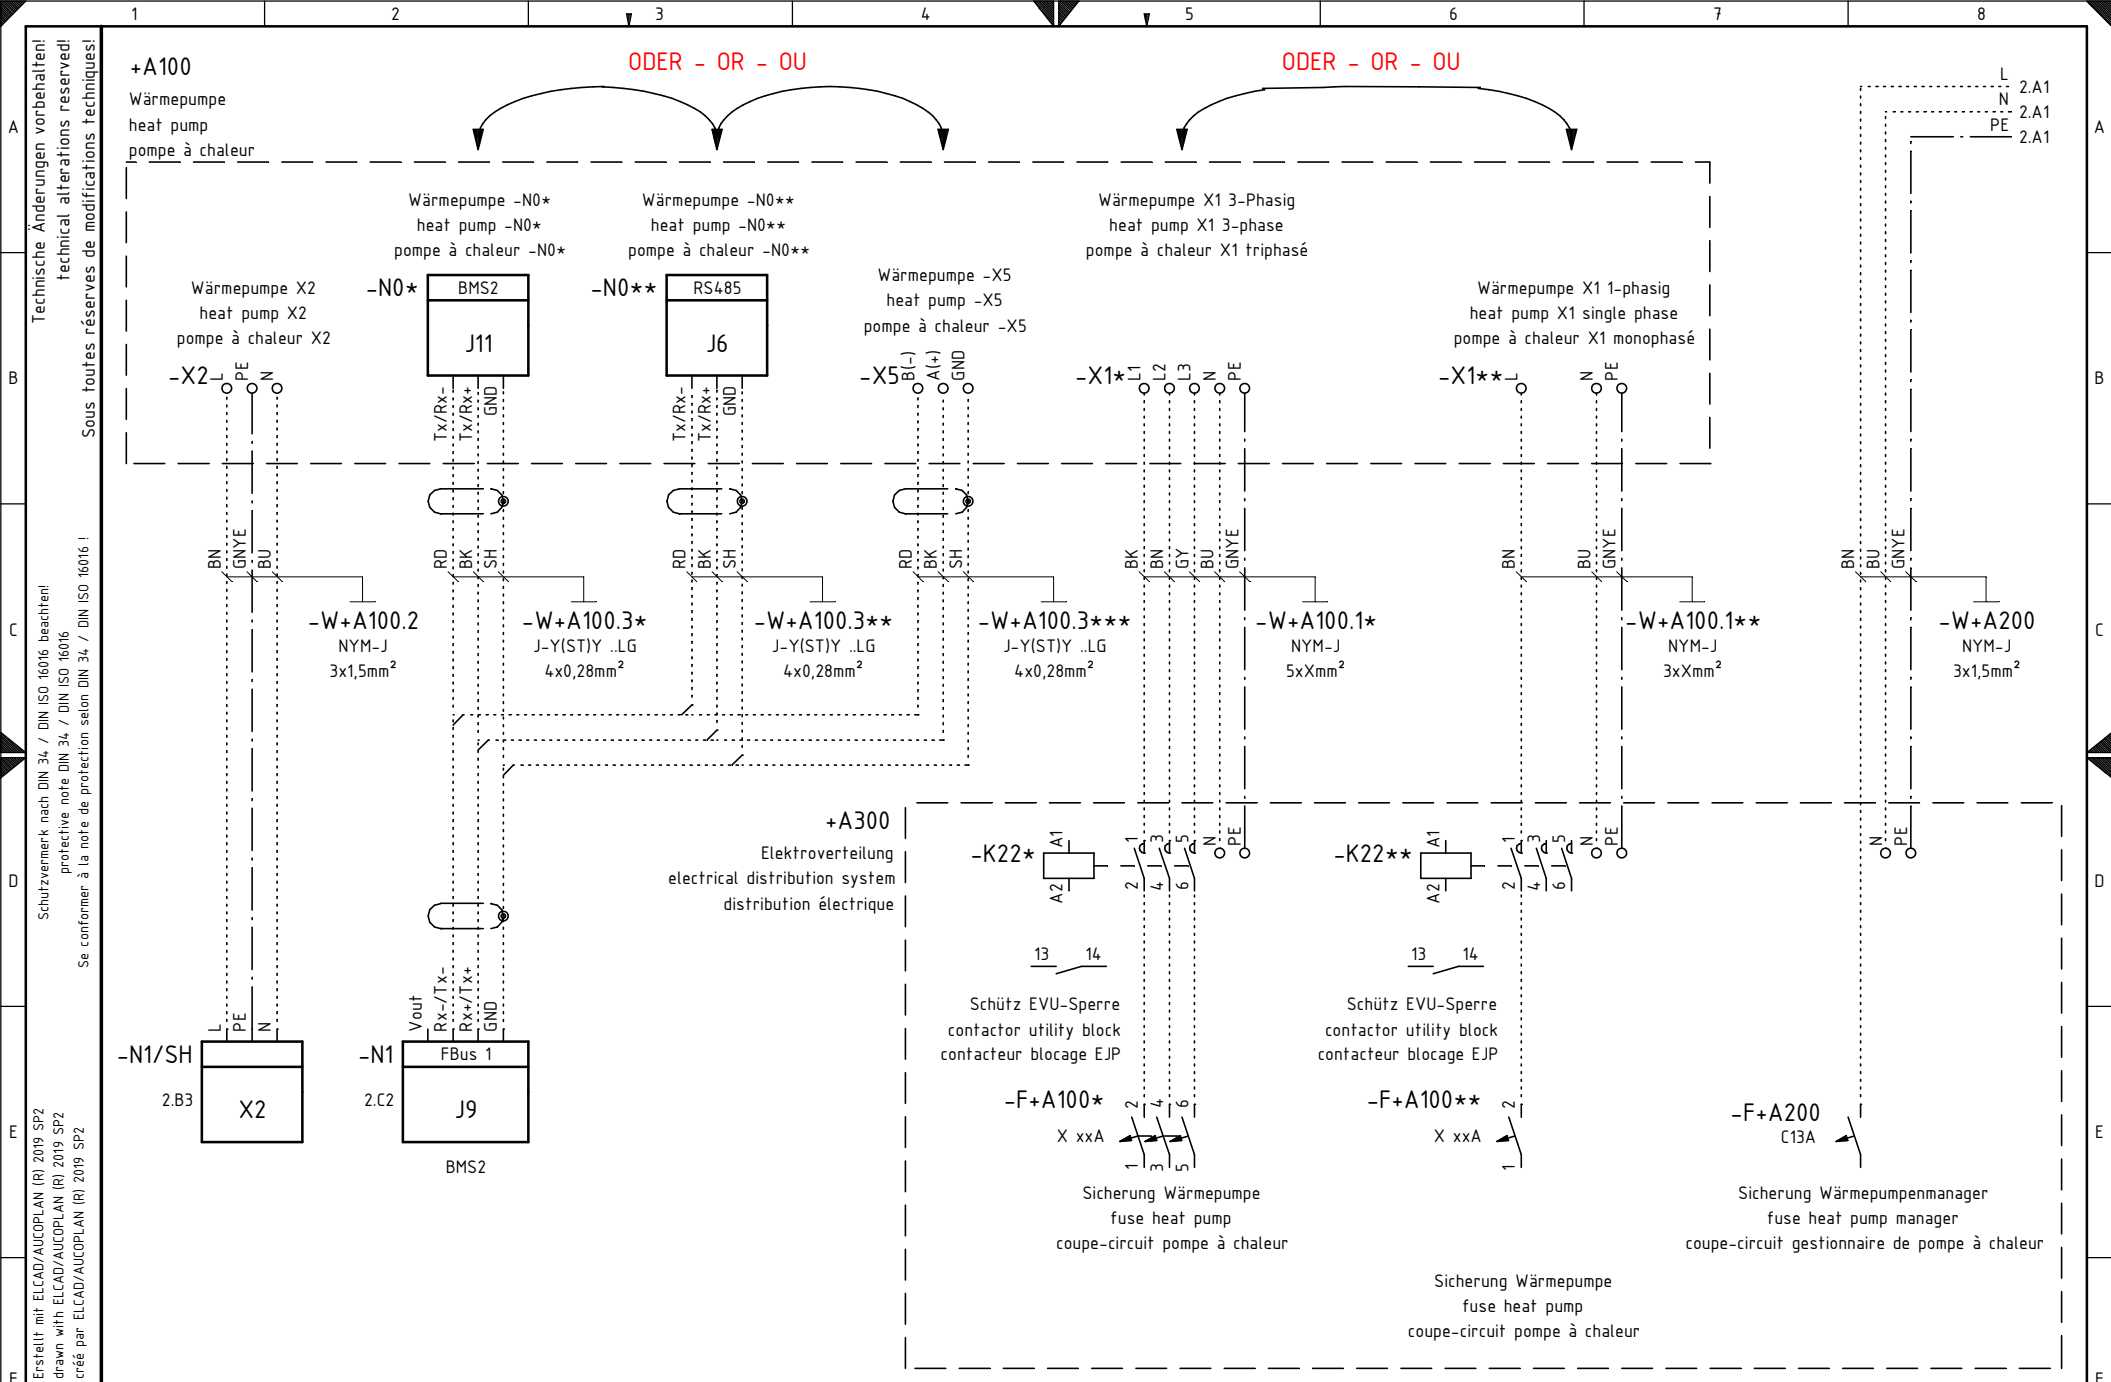 1 2 3 4 5 6 7 8
A
B
C
D
E
F
A
B
C
D
E
F
Technische Änderungen vorbehalten!
technical alterations reserved!
Sous toutes réserves de modifications techniques!
Schutzvermerk nach DIN 34 / DIN ISO 16016 beachten!
protective note DIN 34 / DIN ISO 16016
Se conformer à la note de protection selon DIN 34 / DIN ISO 16016 !
Erstellt mit ELCAD/AUCOPLAN (R) 2019 SP2
drawn with ELCAD/AUCOPLAN (R) 2019 SP2
créé par ELCAD/AUCOPLAN (R) 2019 SP2
+A100
Wärmepumpe
heat pump
pompe à chaleur
ODER - OR - OU
ODER - OR - OU
L 2.A1
N 2.A1
PE 2.A1
Wärmepumpe X2
heat pump X2
pompe à chaleur X2
-X2 L PE N
Wärmepumpe -N0*
heat pump -N0*
pompe à chaleur -N0*
-N0*
BMS2
J11
Tx/Rx- Tx/Rx+ GND
Wärmepumpe -N0**
heat pump -N0**
pompe à chaleur -N0**
-N0**
RS485
J6
Tx/Rx- Tx/Rx+ GND
Wärmepumpe -X5
heat pump -X5
pompe à chaleur -X5
-X5 B(-) A(+) GND
Wärmepumpe X1 3-Phasig
heat pump X1 3-phase
pompe à chaleur X1 triphasé
-X1* L1 L2 L3 N PE
Wärmepumpe X1 1-phasig
heat pump X1 single phase
pompe à chaleur X1 monophasé
-X1** L N PE
BN GNYE BU
-W+A100.2
NYM-J
3x1,5mm²
RD BK SH
-W+A100.3*
J-Y(ST)Y ..LG
4x0,28mm²
RD BK SH
-W+A100.3**
J-Y(ST)Y ..LG
4x0,28mm²
RD BK SH
-W+A100.3***
J-Y(ST)Y ..LG
4x0,28mm²
BK BN GY BU GNYE
-W+A100.1*
NYM-J
5xXmm²
BN BU GNYE
-W+A100.1**
NYM-J
3xXmm²
BN BU GNYE
-W+A200
NYM-J
3x1,5mm²
+A300
Elektroverteilung
electrical distribution system
distribution électrique
-K22* A1 A2 1 2 3 4 5 6 N PE
13 14
Schütz EVU-Sperre
contactor utility block
contacteur blocage EJP
-K22** A1 A2 1 2 3 4 5 6 N PE
13 14
Schütz EVU-Sperre
contactor utility block
contacteur blocage EJP
N PE
-N1/SH
2.B3
L PE N
X2
-N1
2.C2
Vout Rx-/Tx- Rx+/Tx+ GND
FBus 1
J9
BMS2
-F+A100*
X xxA
2 4 6
1 3 5
Sicherung Wärmepumpe
fuse heat pump
coupe-circuit pompe à chaleur
-F+A100**
X xxA
2
1
Sicherung Wärmepumpe
fuse heat pump
coupe-circuit pompe à chaleur
-F+A200
C13A
Sicherung Wärmepumpenmanager
fuse heat pump manager
coupe-circuit gestionnaire de pompe à chaleur